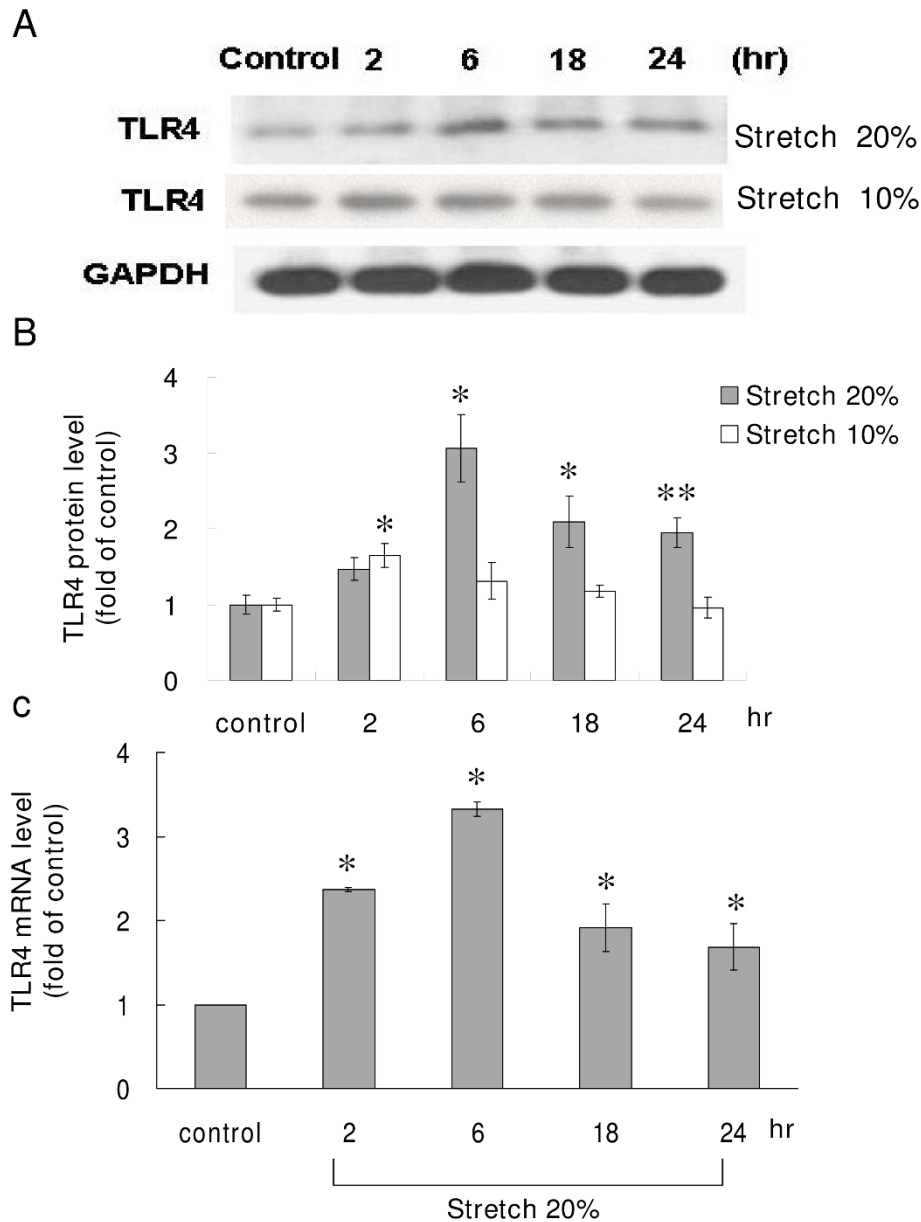 A
Control 2 6 18 24 (hr)
TLR4 Stretch 20%
TLR4 Stretch 10%
GAPDH
B
TLR4 protein level
(fold of control)
4
3
2
1
0
* * * **
Stretch 20%
Stretch 10%
control 2 6 18 24 hr
c
TLR4 mRNA level
(fold of control)
4
3
2
1
0
* * * *
control 2 6 18 24 hr
Stretch 20%